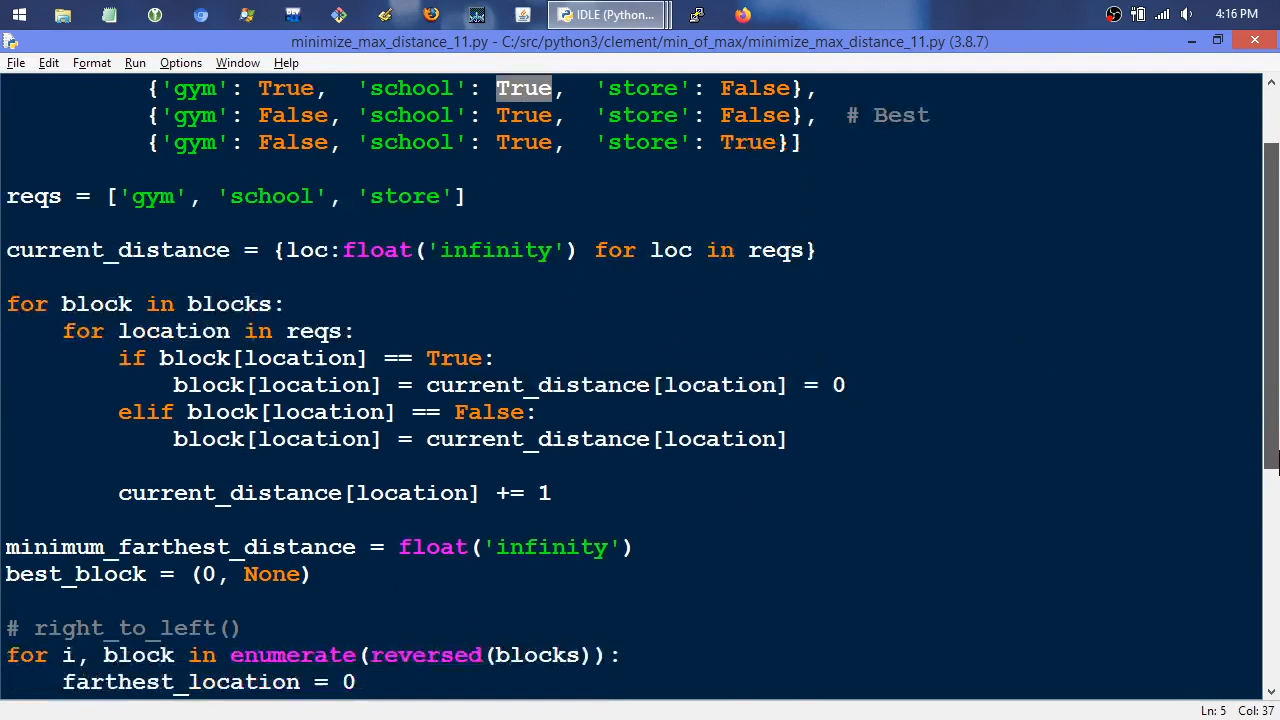 IDLE (Python...
4:16 PM
minimize_max_distance_11.py - C:/src/python3/clement/min_of_max/minimize_max_distance_11.py (3.8.7)
File Edit Format Run Options Window Help
{'gym': True, 'school': True, 'store': False},
{'gym': False, 'school': True, 'store': False}, # Best
{'gym': False, 'school': True, 'store': True}]
reqs = ['gym', 'school', 'store']
current_distance = {loc:float('infinity') for loc in reqs}
for block in blocks:
for location in reqs:
if block[location] == True:
block[location] = current_distance[location] = 0
elif block[location] == False:
block[location] = current_distance[location]
current_distance[location] += 1
minimum_farthest_distance = float('infinity')
best_block = (0, None)
# right_to_left()
for i, block in enumerate(reversed(blocks)):
farthest_location = 0
Ln: 5 Col: 37